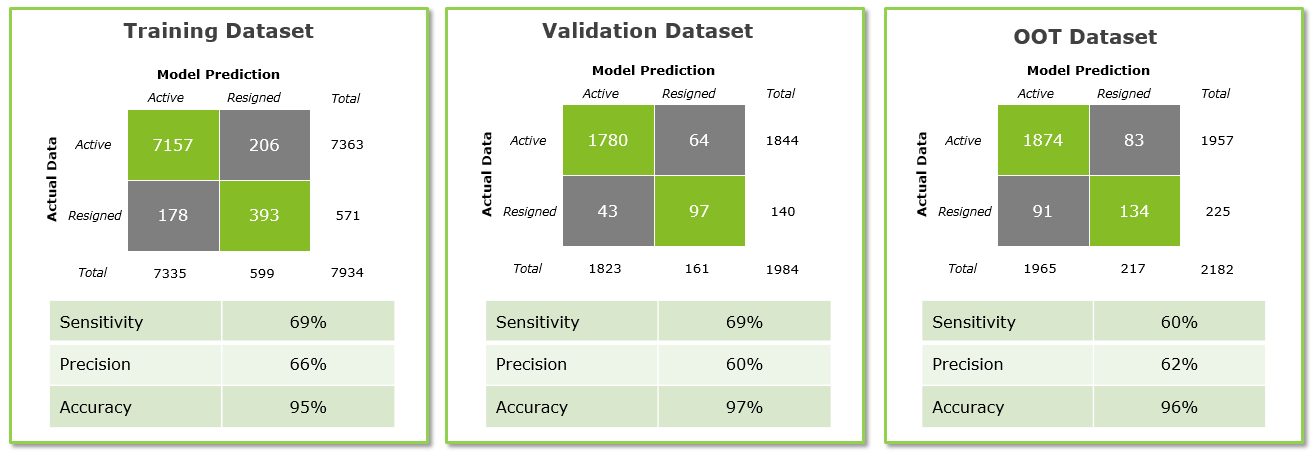 Training Dataset
Model Prediction
Active Resigned Total
Actual Data
Active 7157 206 7363
Resigned 178 393 571
Total 7335 599 7934
Sensitivity 69%
Precision 66%
Accuracy 95%
Validation Dataset
Model Prediction
Active Resigned Total
Actual Data
Active 1780 64 1844
Resigned 43 97 140
Total 1823 161 1984
Sensitivity 69%
Precision 60%
Accuracy 97%
OOT Dataset
Model Prediction
Active Resigned Total
Actual Data
Active 1874 83 1957
Resigned 91 134 225
Total 1965 217 2182
Sensitivity 60%
Precision 62%
Accuracy 96%